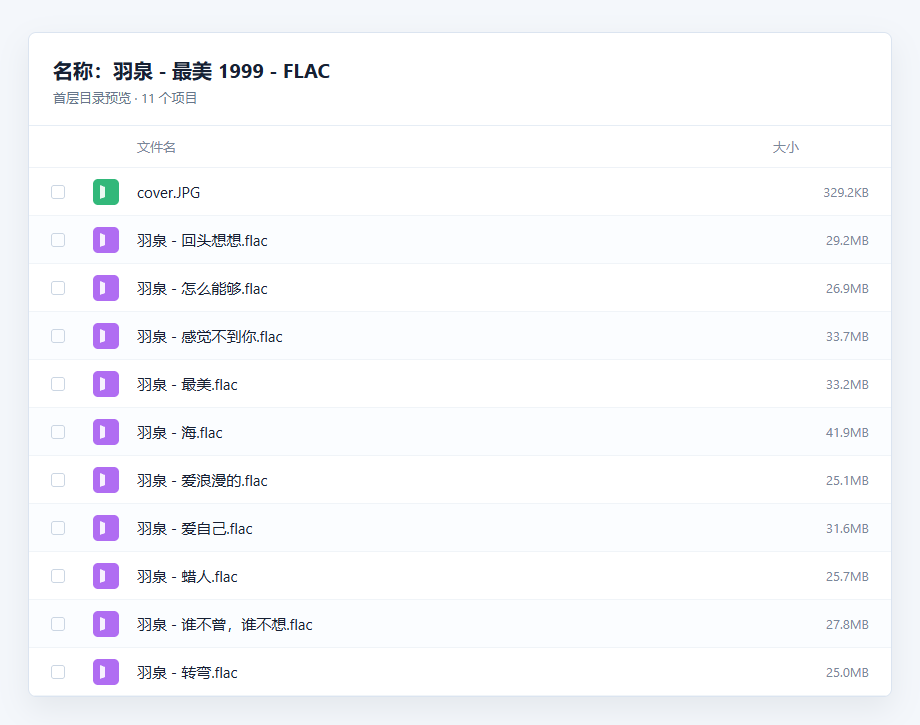 名称：羽泉 - 最美 1999 - FLAC
首层目录预览 · 11 个项目
文件名 大小
cover.JPG 329.2KB
羽泉 - 回头想想.flac 29.2MB
羽泉 - 怎么能够.flac 26.9MB
羽泉 - 感觉不到你.flac 33.7MB
羽泉 - 最美.flac 33.2MB
羽泉 - 海.flac 41.9MB
羽泉 - 爱浪漫的.flac 25.1MB
羽泉 - 爱自己.flac 31.6MB
羽泉 - 蜡人.flac 25.7MB
羽泉 - 谁不曾，谁不想.flac 27.8MB
羽泉 - 转弯.flac 25.0MB